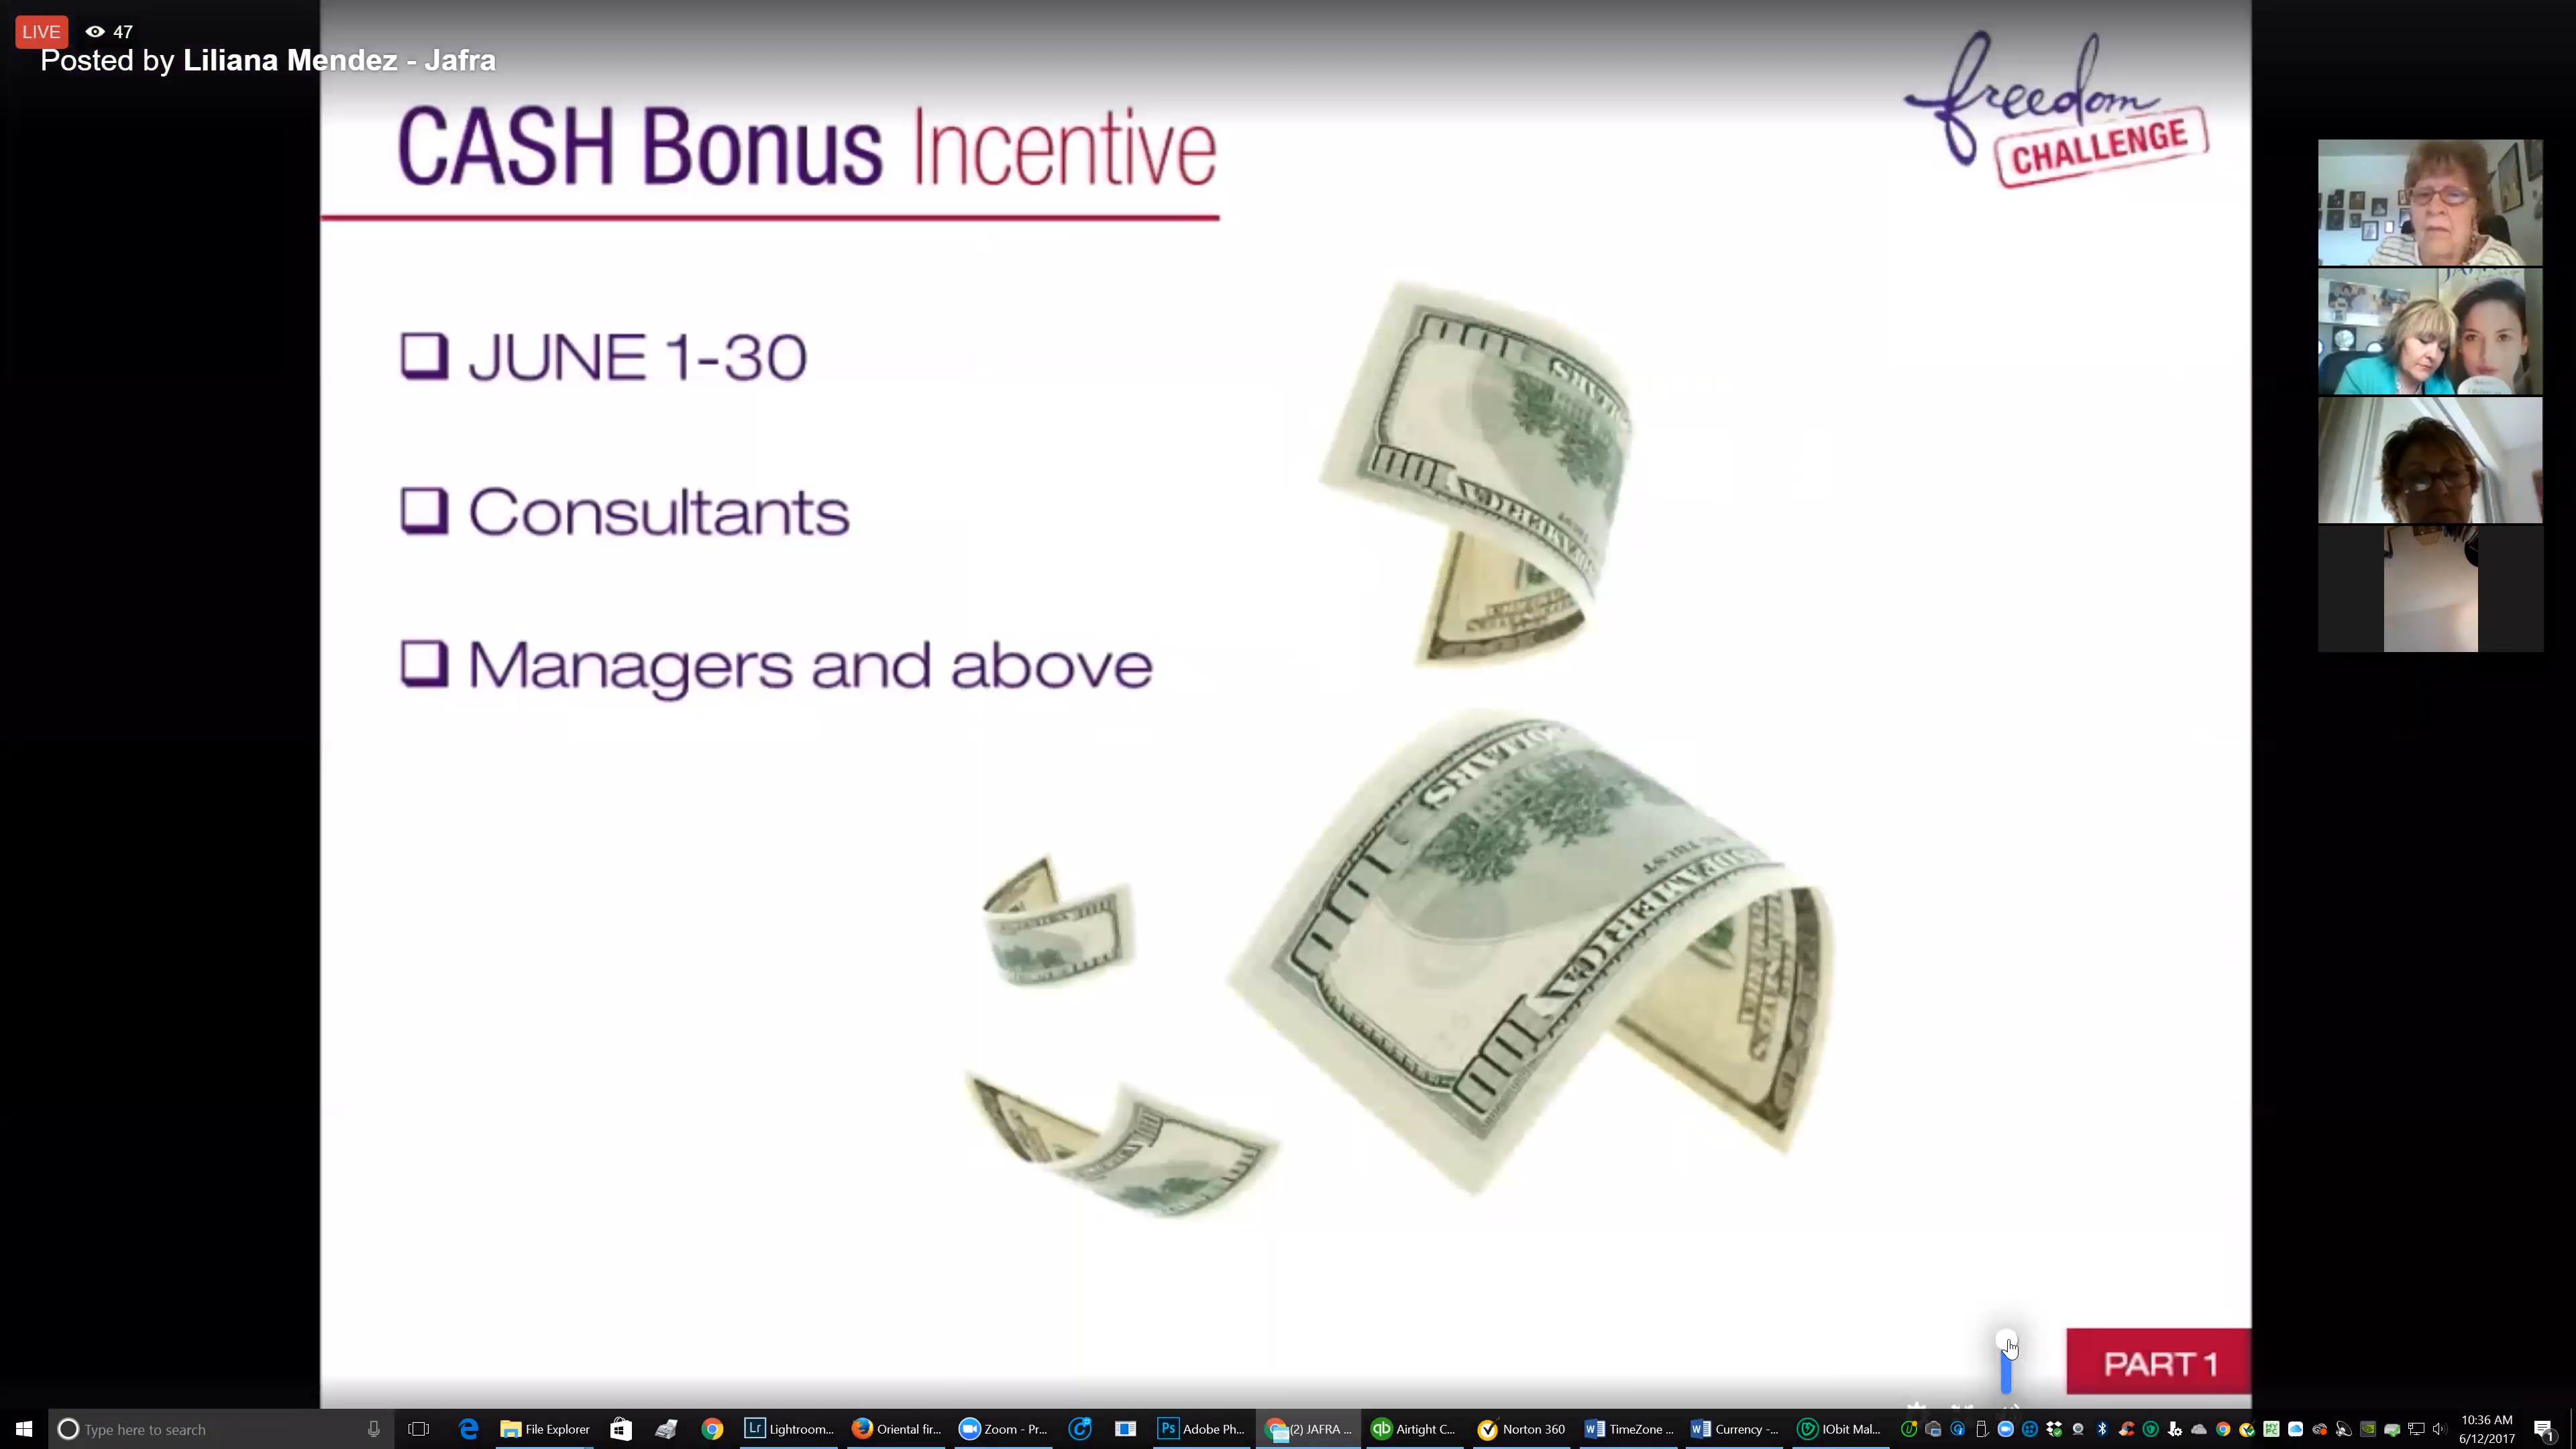 LIVE 47
Posted by Liliana Mendez - Jafra
freedom
CHALLENGE
CASH Bonus Incentive
JUNE 1-30
Consultants
Managers and above
PART 1
Type here to search
File Explorer
Lightroom...
Oriental fir...
Zoom - Pr...
Adobe Ph...
(2) JAFRA ...
Airtight C...
Norton 360
TimeZone ...
Currency -...
IObit Mal...
10:36 AM
6/12/2017